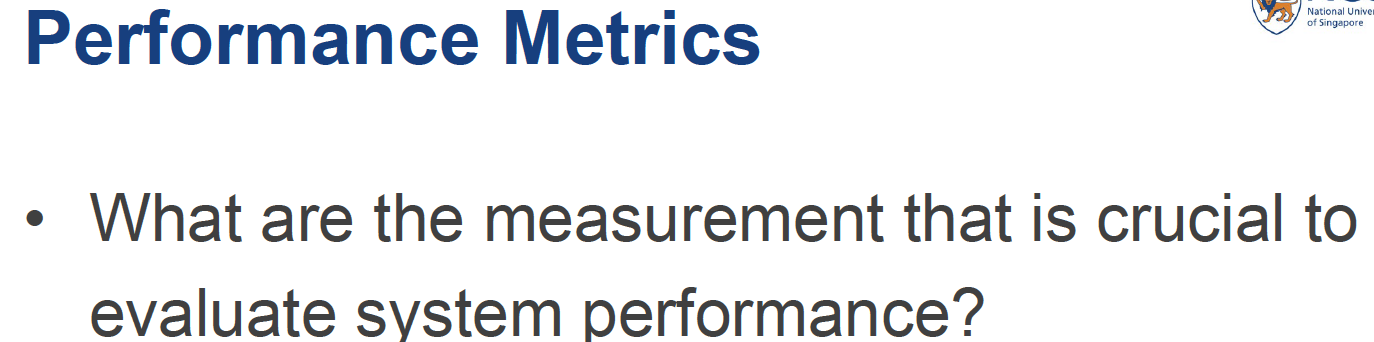 Performance Metrics
National Univer
of Singapore
• What are the measurement that is crucial to
evaluate system performance?